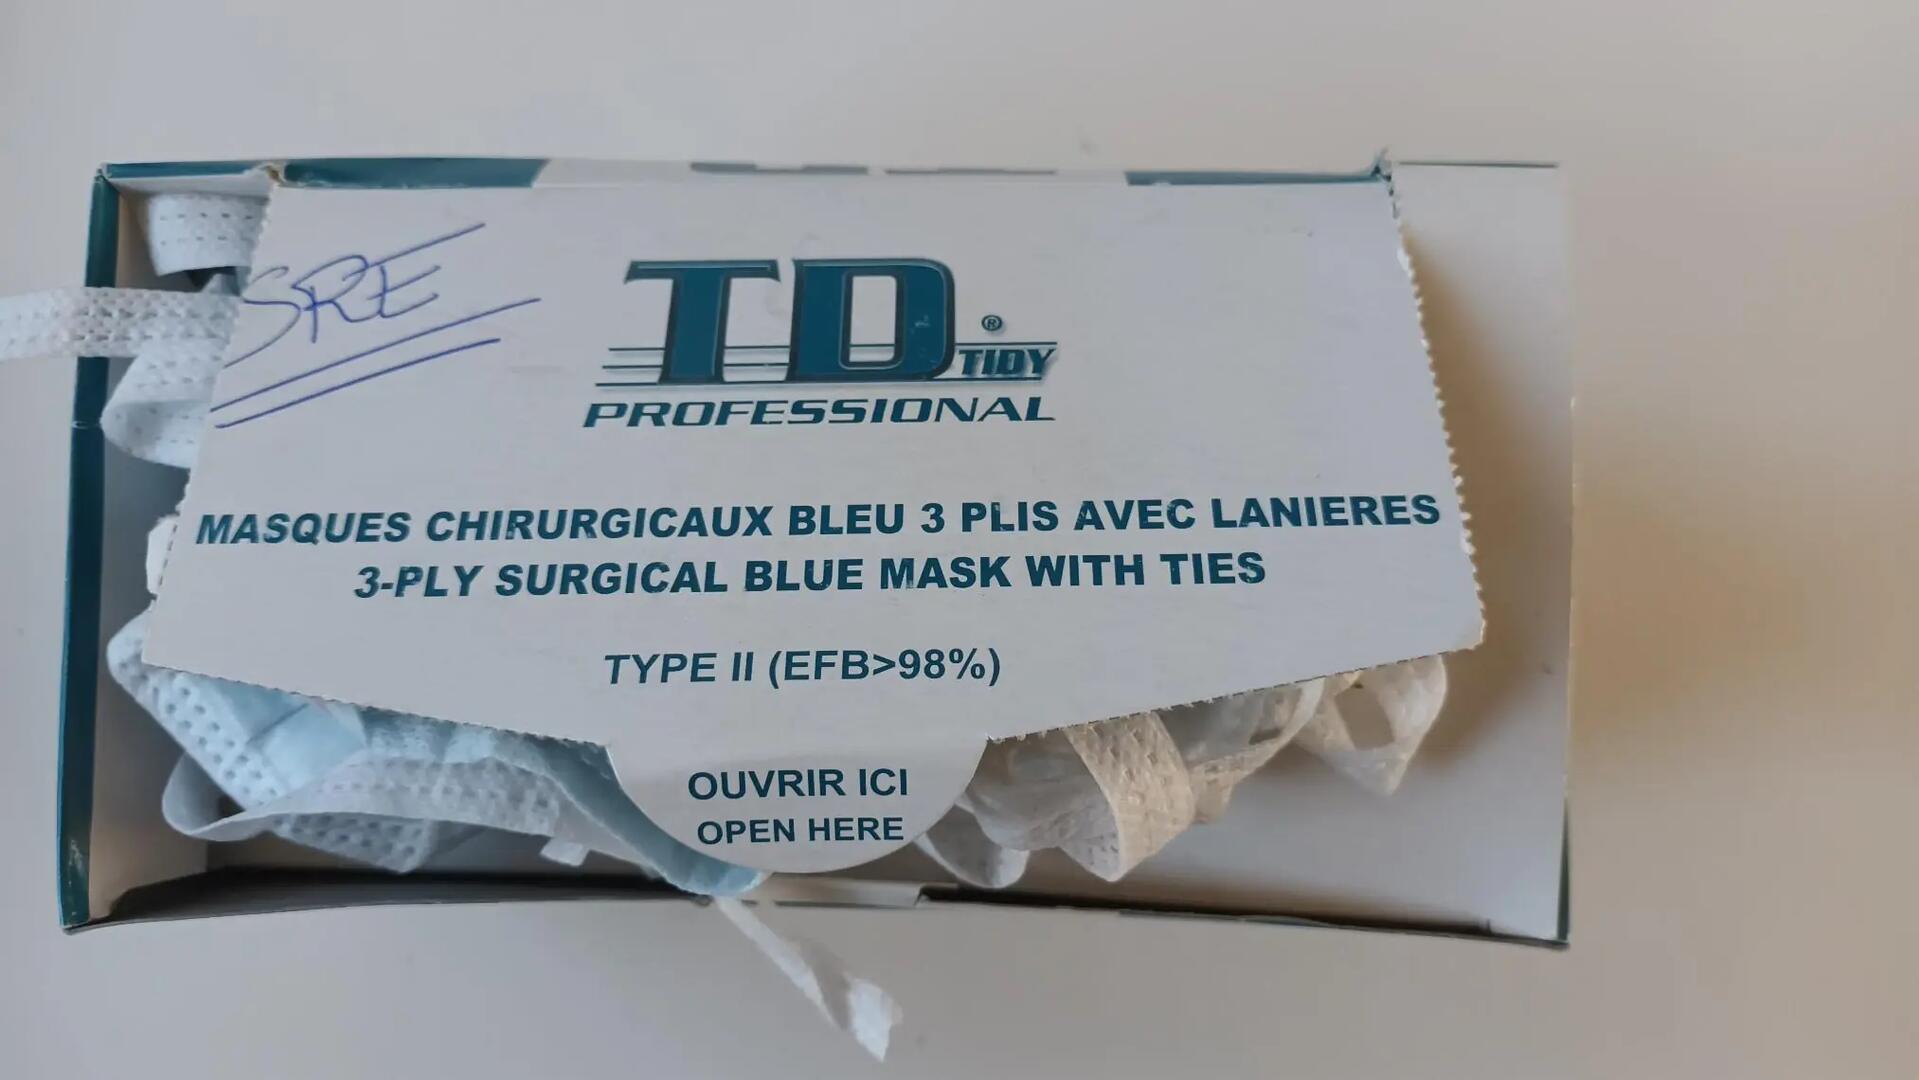 SRE
TD®
TIDY
PROFESSIONAL
MASQUES CHIRURGICAUX BLEU 3 PLIS AVEC LANIERES
3-PLY SURGICAL BLUE MASK WITH TIES
TYPE II (EFB>98%)
OUVRIR ICI
OPEN HERE